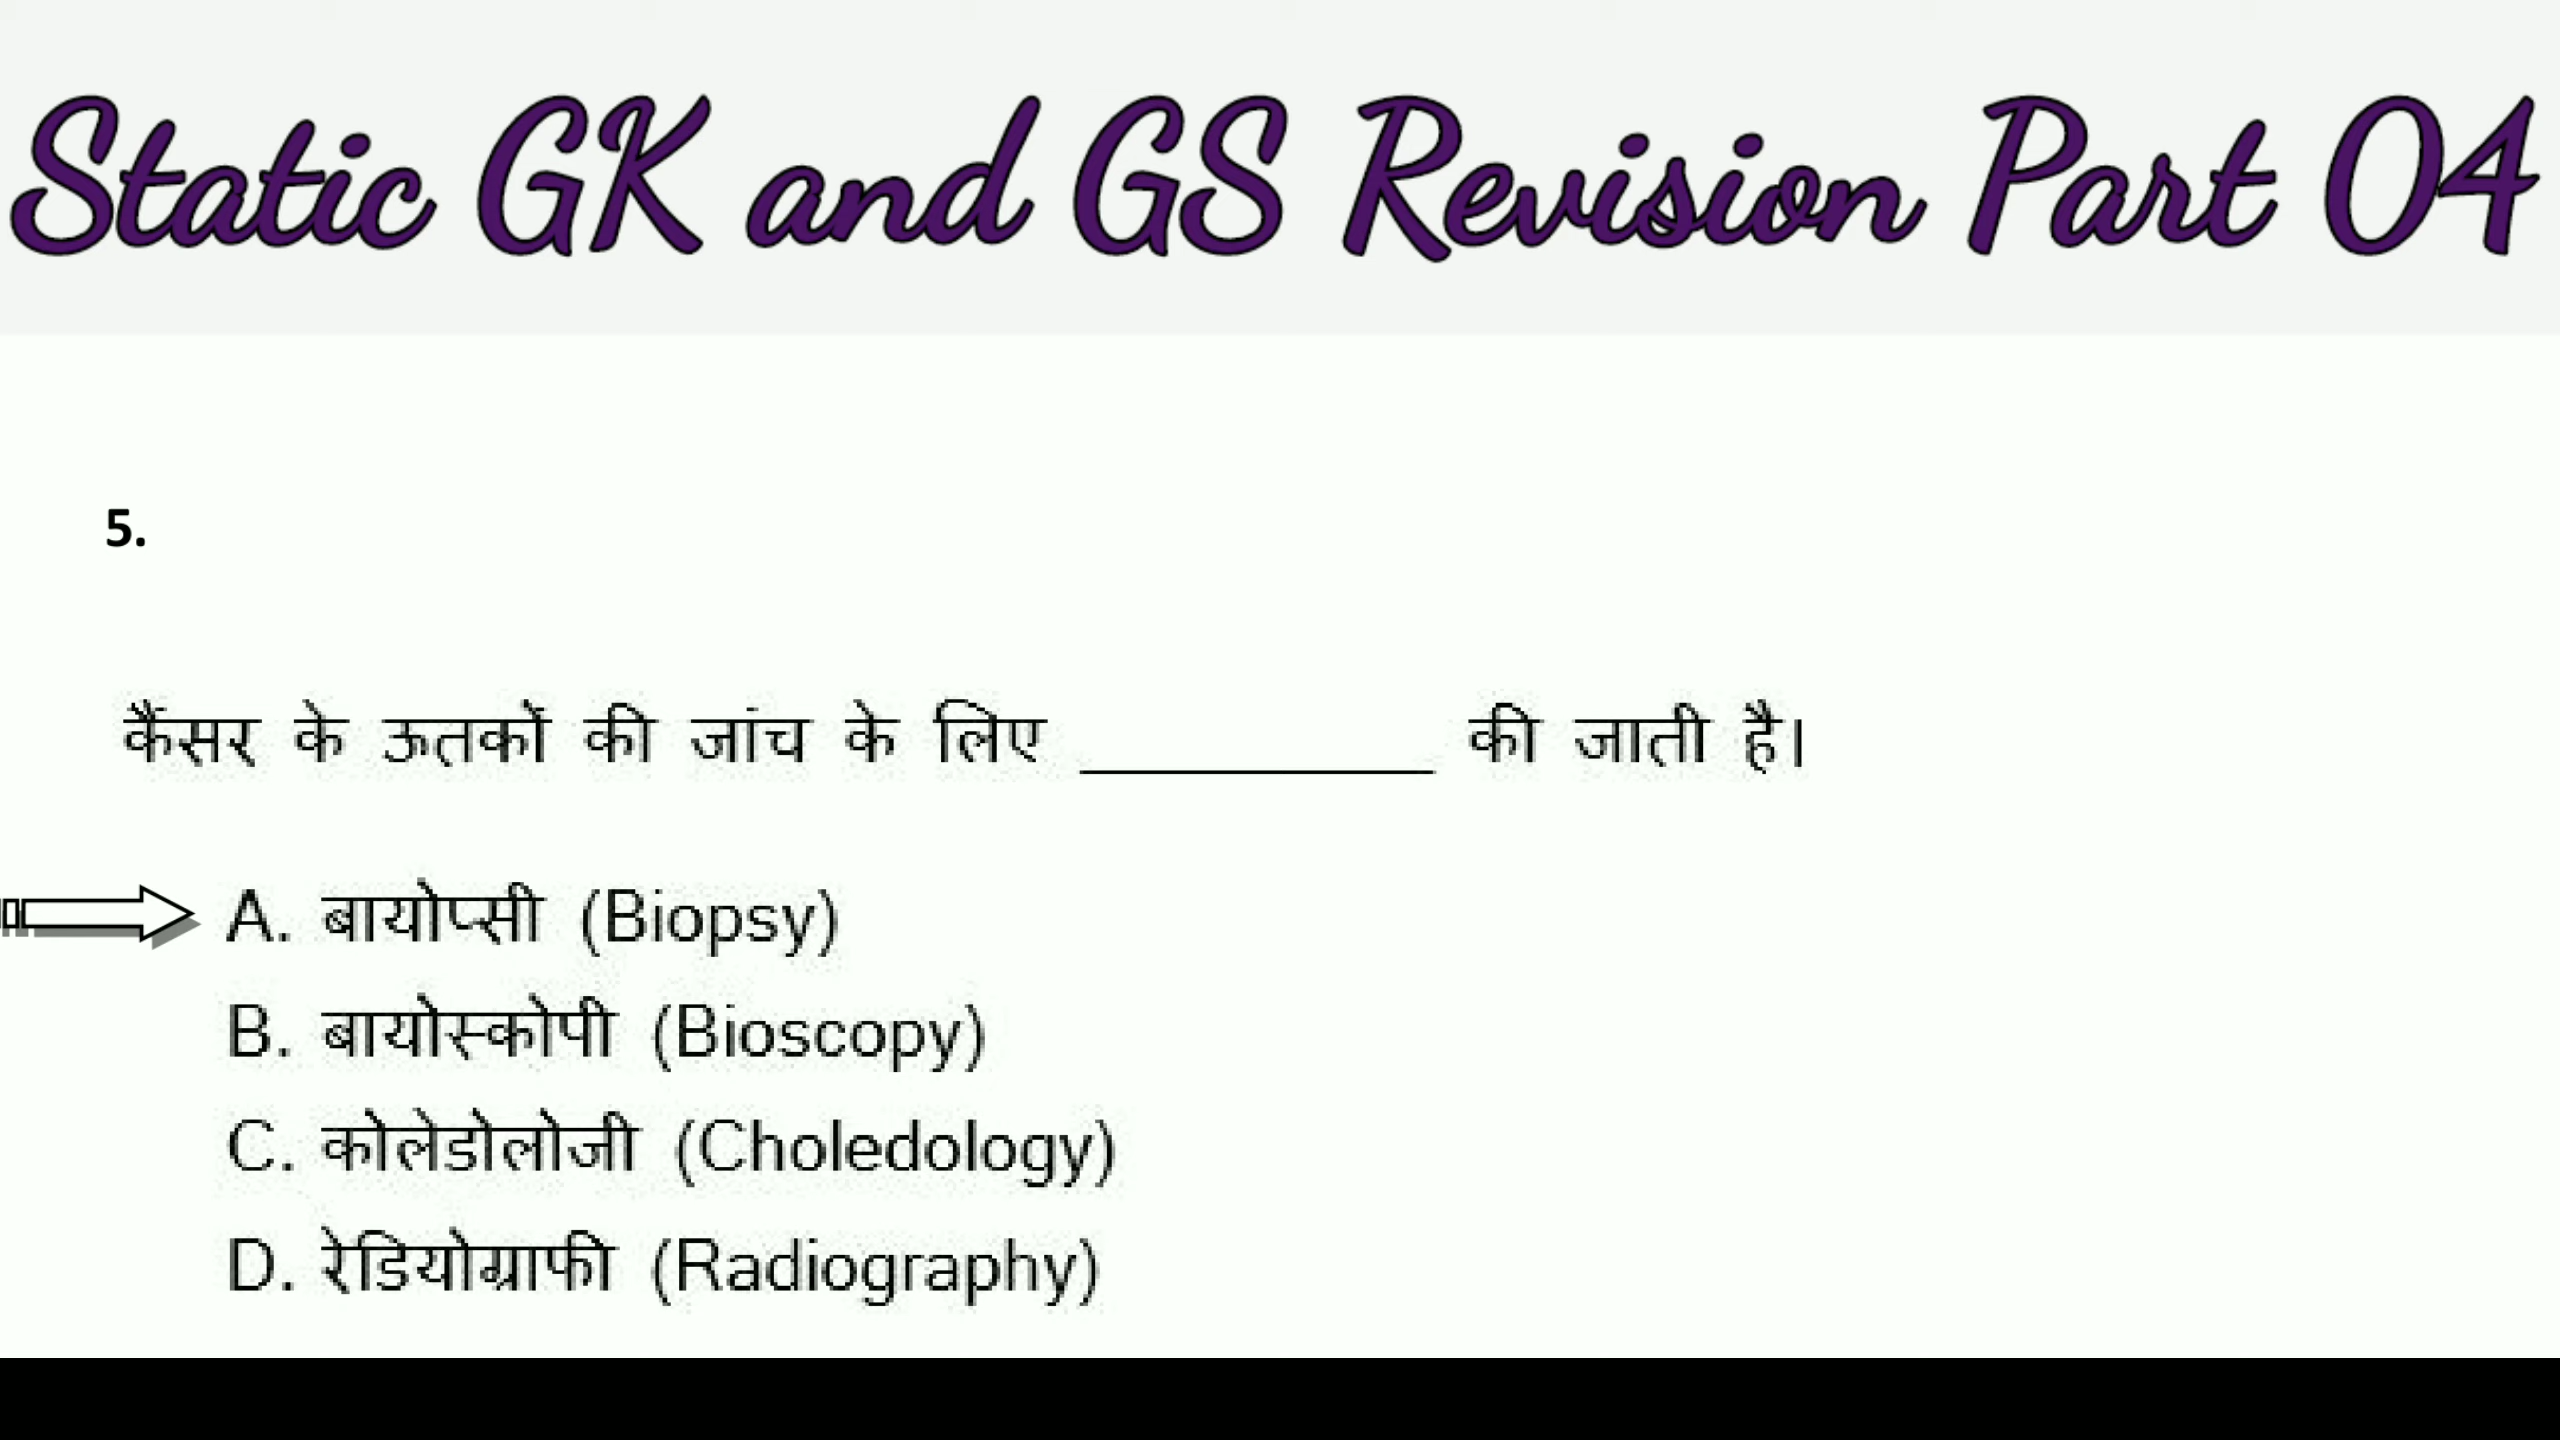 Static GK and GS Revision Part 04
5.
कैंसर के ऊतकों की जांच के लिए __________ की जाती है।
A. बायोप्सी (Biopsy)
B. बायोस्कोपी (Bioscopy)
C. कोलेडोलोजी (Choledology)
D. रेडियोग्राफी (Radiography)